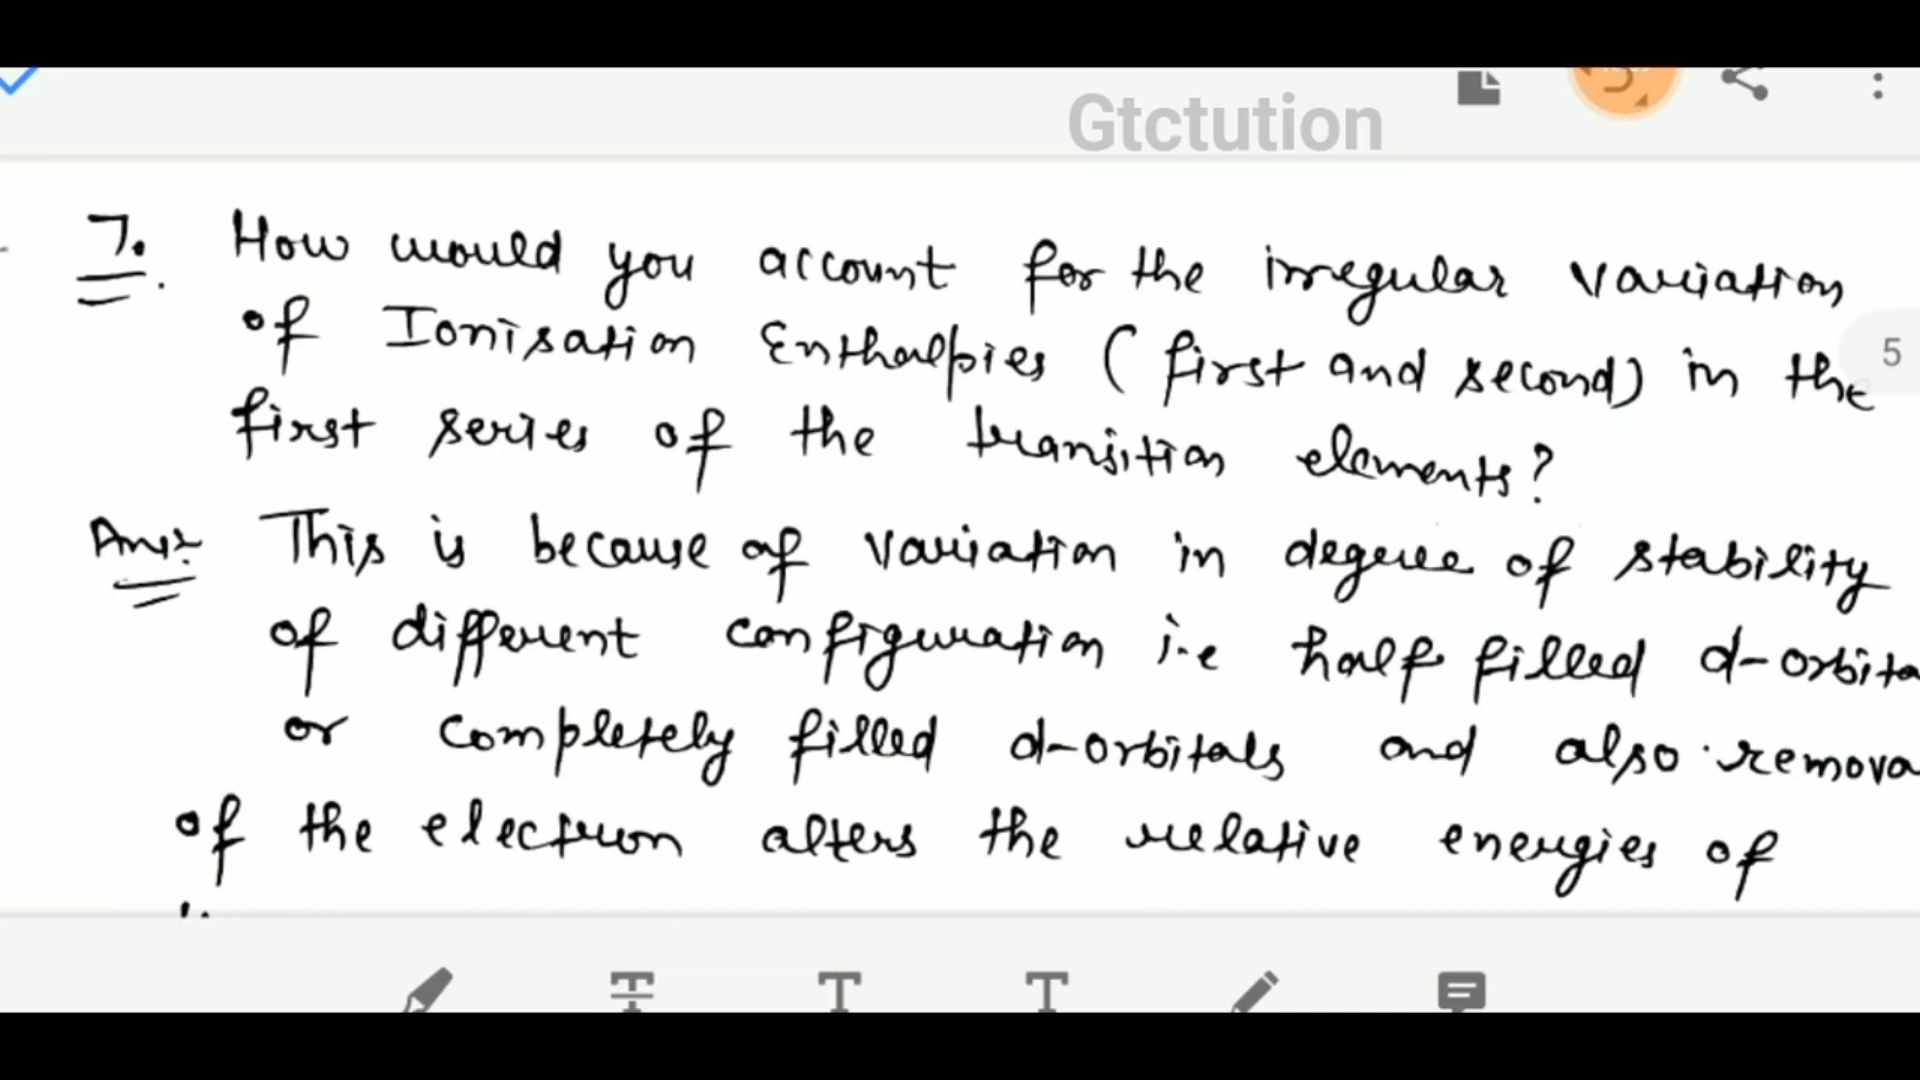 Gtctution
5
7. How would you account for the irregular variation
of Ionisation Enthalpies (first and second) in the
first series of the transition elements?
Ans: This is because of variation in degree of stability
of different configuration i.e half filled d-orbita
or completely filled d-orbitals and also removal
of the electron alters the relative energies of